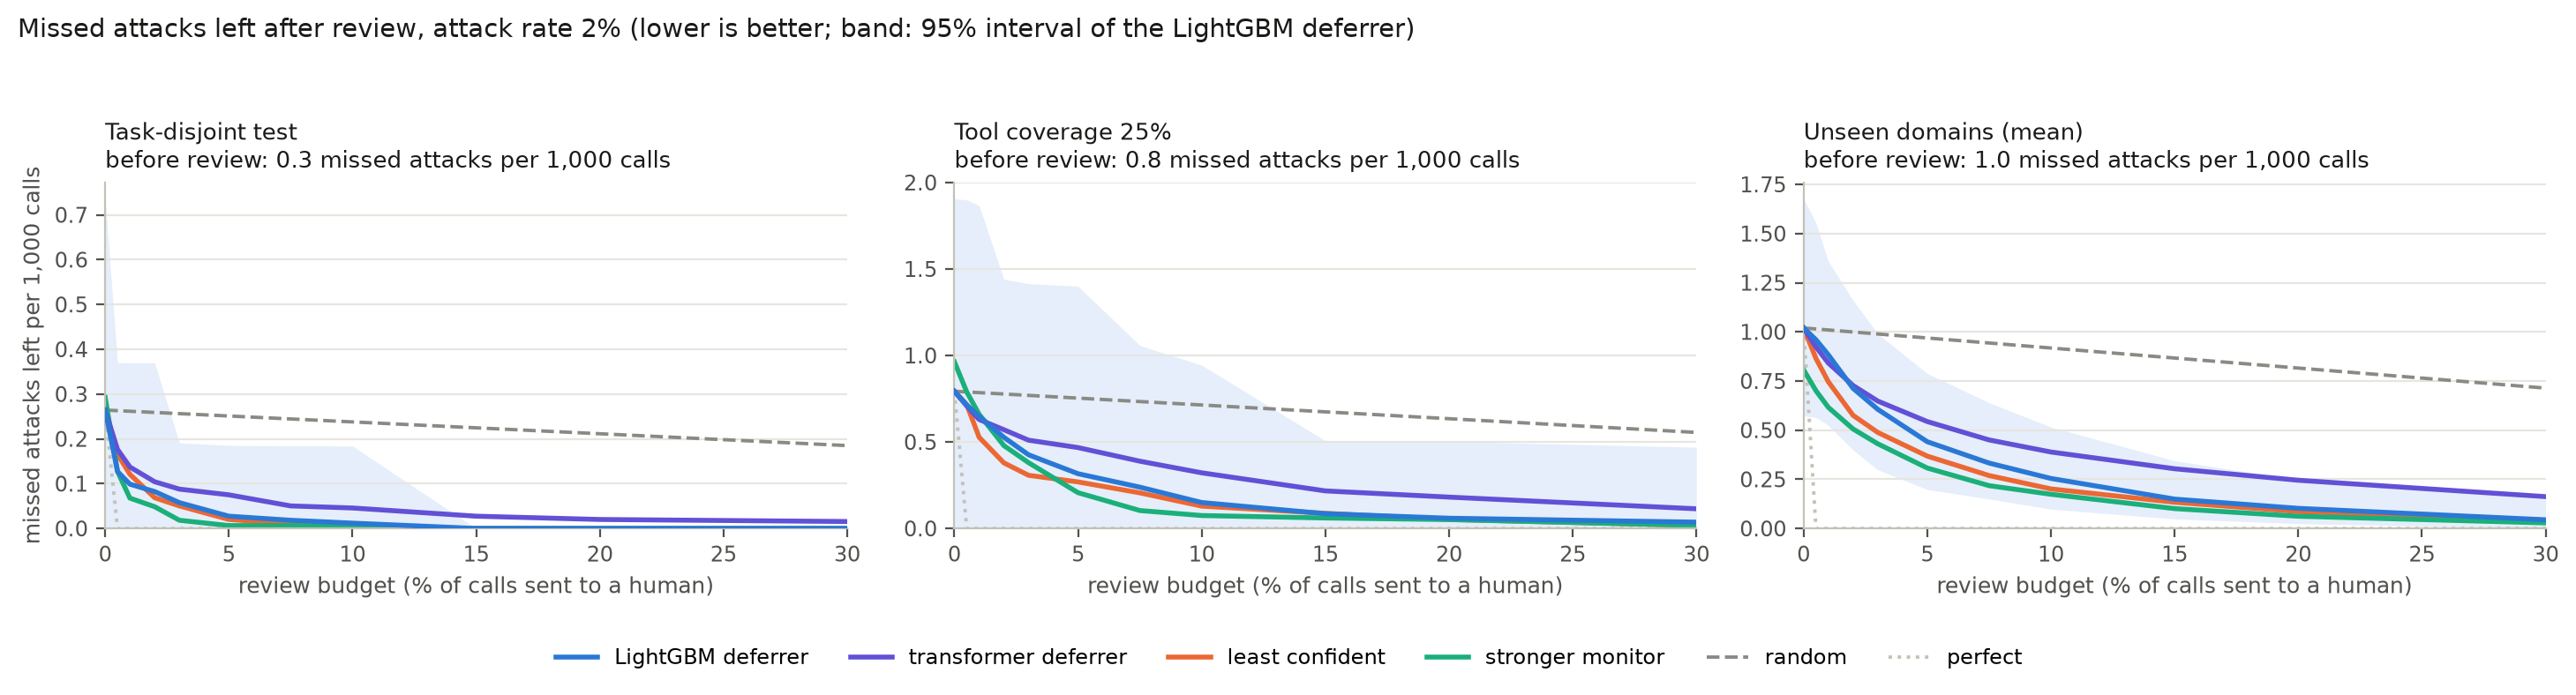 Missed attacks left after review, attack rate 2% (lower is better; band: 95% interval of the LightGBM deferrer)
Task-disjoint test
before review: 0.3 missed attacks per 1,000 calls
missed attacks left per 1,000 calls
0.7
0.6
0.5
0.4
0.3
0.2
0.1
0.0
0 5 10 15 20 25 30
review budget (% of calls sent to a human)
Tool coverage 25%
before review: 0.8 missed attacks per 1,000 calls
2.0
1.5
1.0
0.5
0.0
0 5 10 15 20 25 30
review budget (% of calls sent to a human)
Unseen domains (mean)
before review: 1.0 missed attacks per 1,000 calls
1.75
1.50
1.25
1.00
0.75
0.50
0.25
0.00
0 5 10 15 20 25 30
review budget (% of calls sent to a human)
LightGBM deferrer transformer deferrer least confident stronger monitor random perfect